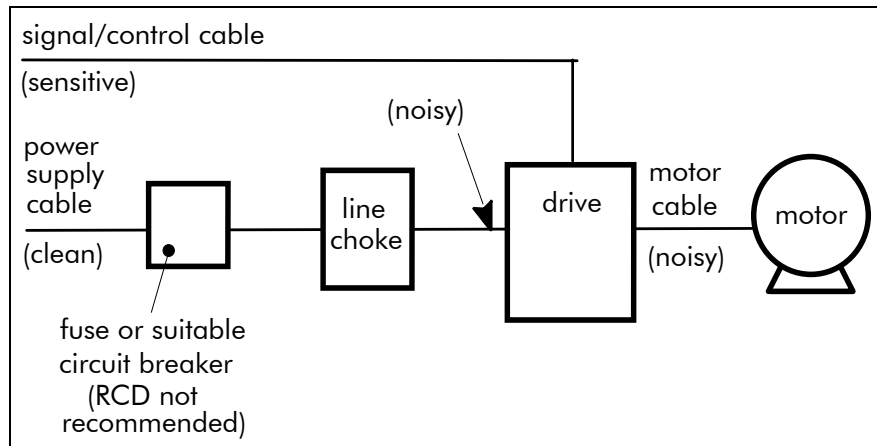 signal/control cable
(sensitive)
(noisy)
power
supply
cable
(clean)
line
choke
drive
motor
cable
(noisy)
motor
fuse or suitable
circuit breaker
(RCD not
recommended)